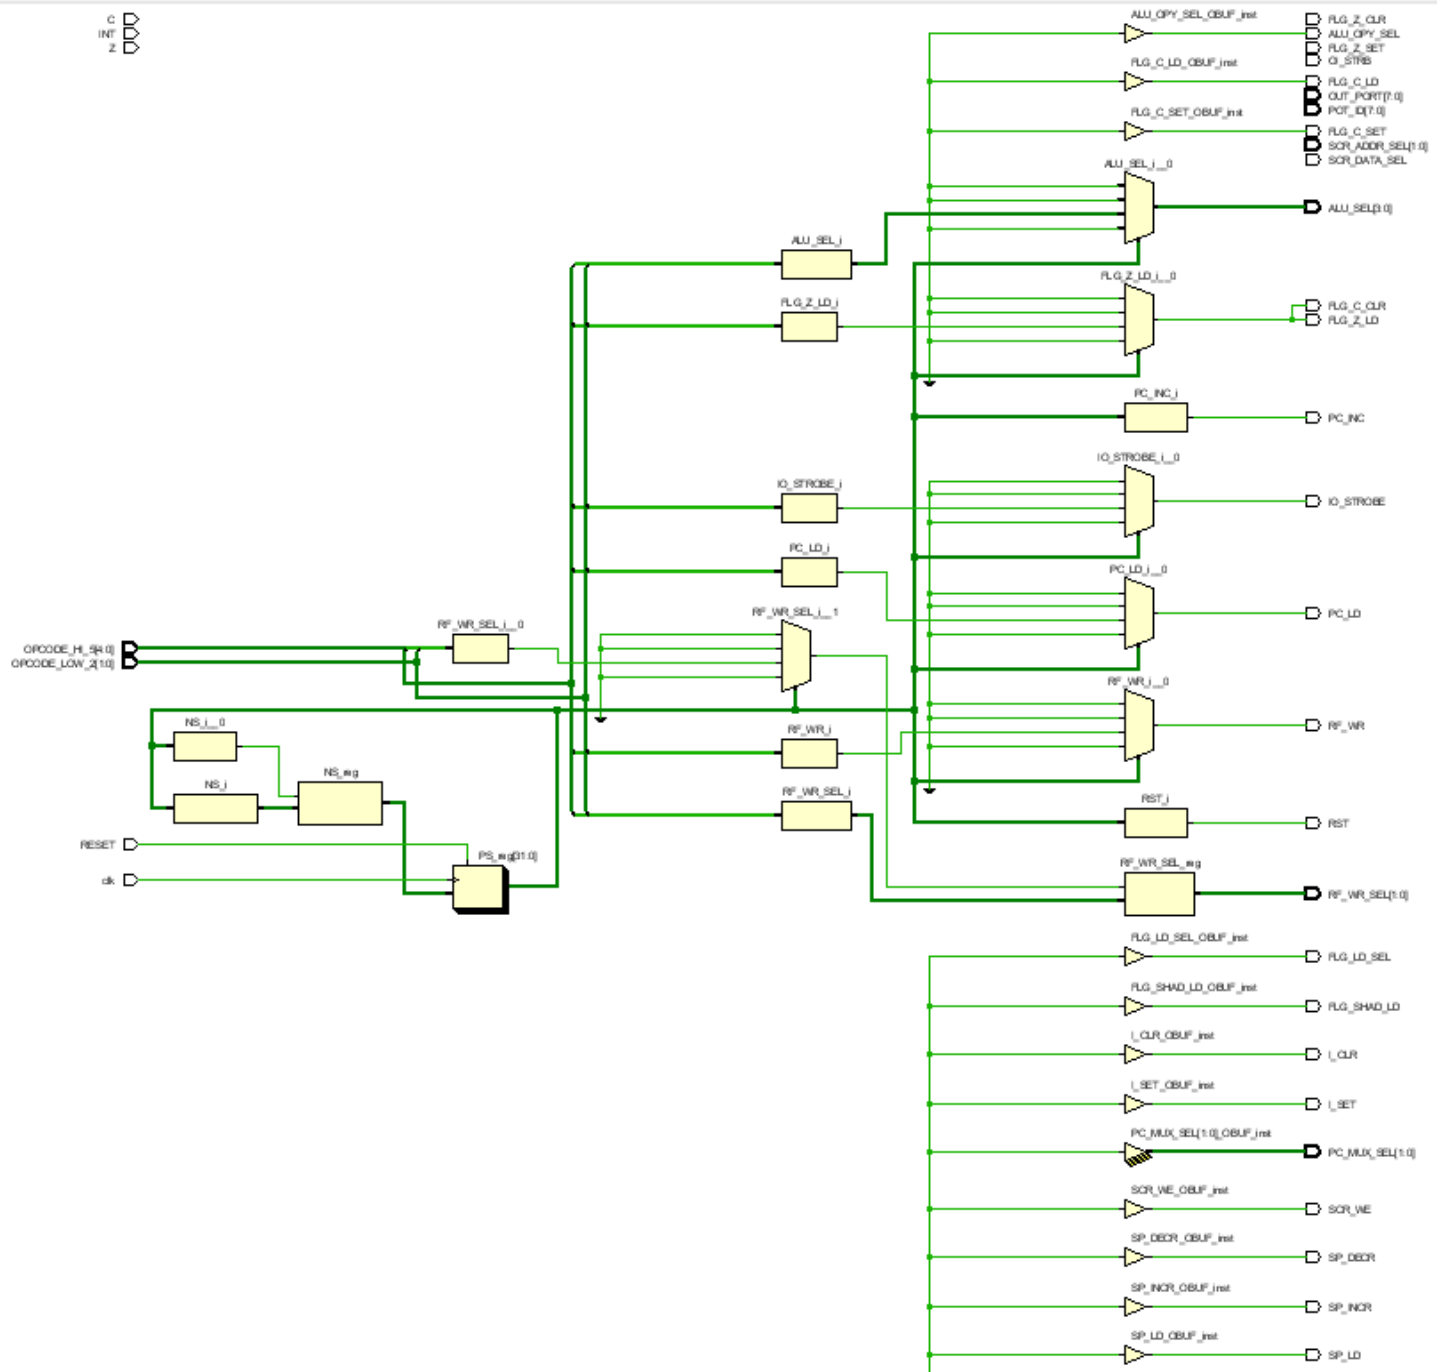 C
INT
Z
ALU_OPY_SEL_OBUF_inst
FLG_Z_CLR
ALU_OPY_SEL
FLG_Z_SET
OI_STRB
FLG_C_LD_OBUF_inst
FLG_C_LD
OUT_PORT[7:0]
POT_ID[7:0]
FLG_C_SET_OBUF_inst
FLG_C_SET
SCR_ADDR_SEL[1:0]
SCR_DATA_SEL
ALU_SEL_i__0
ALU_SEL[3:0]
ALU_SEL_i
FLG_Z_LD_i__0
FLG_Z_LD_i
FLG_C_CLR
FLG_Z_LD
PC_INC_i
PC_INC
IO_STROBE_i__0
IO_STROBE_i
IO_STROBE
PC_LD_i
PC_LD_i__0
RF_WR_SEL_i__1
PC_LD
RF_WR_SEL_i__0
OPCODE_HI_5[4:0]
OPCODE_LOW_2[1:0]
RF_WR_i__0
NS_i__0
RF_WR_i
RF_WR
NS_reg
NS_i
RF_WR_SEL_i
RST_i
RST
RESET
PS_reg[31:0]
RF_WR_SEL_reg
clk
RF_WR_SEL[1:0]
FLG_LD_SEL_OBUF_inst
FLG_LD_SEL
FLG_SHAD_LD_OBUF_inst
FLG_SHAD_LD
I_CLR_OBUF_inst
I_CLR
I_SET_OBUF_inst
I_SET
PC_MUX_SEL[1:0]_OBUF_inst
PC_MUX_SEL[1:0]
SCR_WE_OBUF_inst
SCR_WE
SP_DECR_OBUF_inst
SP_DECR
SP_INCR_OBUF_inst
SP_INCR
SP_LD_OBUF_inst
SP_LD